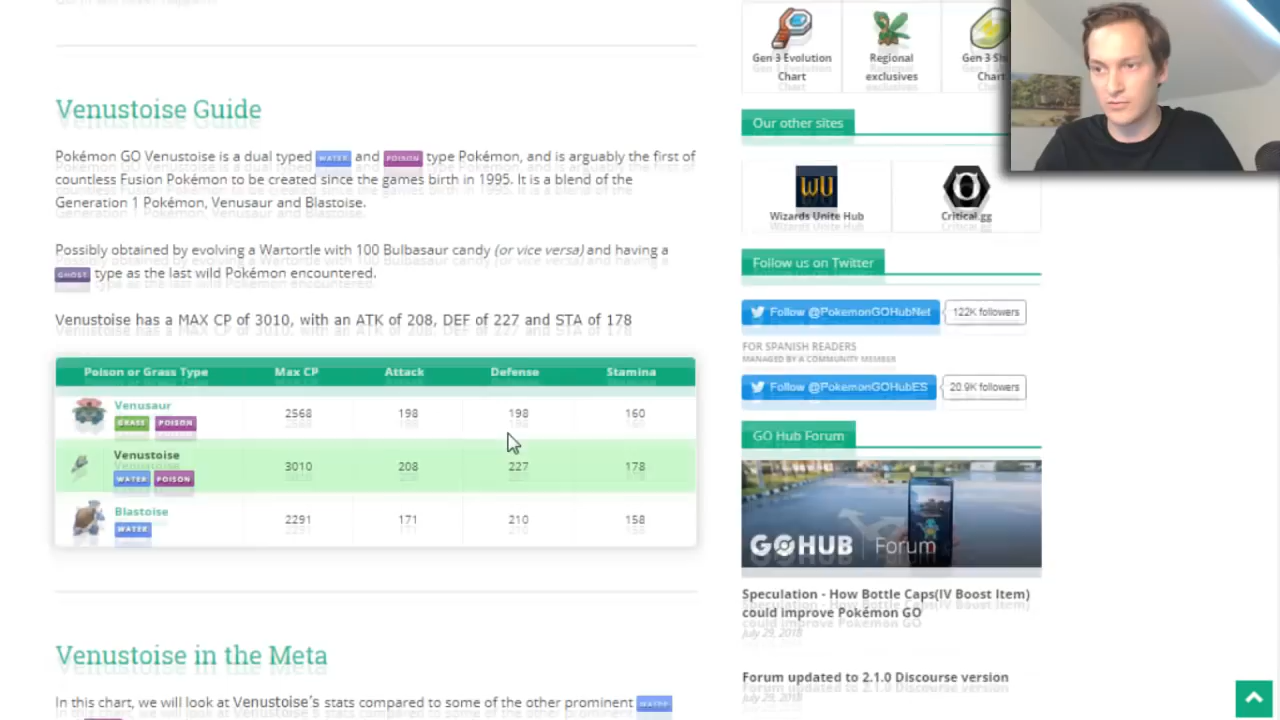 Venustoise Guide
Pokémon GO Venustoise is a dual typed WATER and POISON type Pokémon, and is arguably the first of
countless Fusion Pokémon to be created since the games birth in 1995. It is a blend of the
Generation 1 Pokémon, Venusaur and Blastoise.
Possibly obtained by evolving a Warrortle with 100 Bulbasaur candy (or vice versa) and having a
GHOST type as the last wild Pokémon encountered.
Venustoise has a MAX CP of 3010, with an ATK of 208, DEF of 227 and STA of 178
Poison or Grass Type Max CP Attack Defense Stamina
Venusaur
GRASS POISON
2568 198 198 160
Venustoise
WATER POISON
3010 208 227 178
Blastoise
WATER
2291 171 210 158
Venustoise in the Meta
In this chart, we will look at Venustoise's stats compared to some of the other prominent WATER
Gen 3 Evolution
Chart
Regional
exclusives
Gen 3
Chart
Our other sites
WU
Wizards Unite Hub
Critical.gg
Follow us on Twitter
Follow @PokemonGOHubNet
122K followers
FOR SPANISH READERS
MANAGED BY A COMMUNITY MEMBER
Follow @PokemonGOHubES
20.9K followers
GO Hub Forum
GOHUB Forum
Speculation - How Bottle Caps(IV Boost Item)
could improve Pokémon GO
July 29, 2018
Forum updated to 2.1.0 Discourse version
July 29, 2018